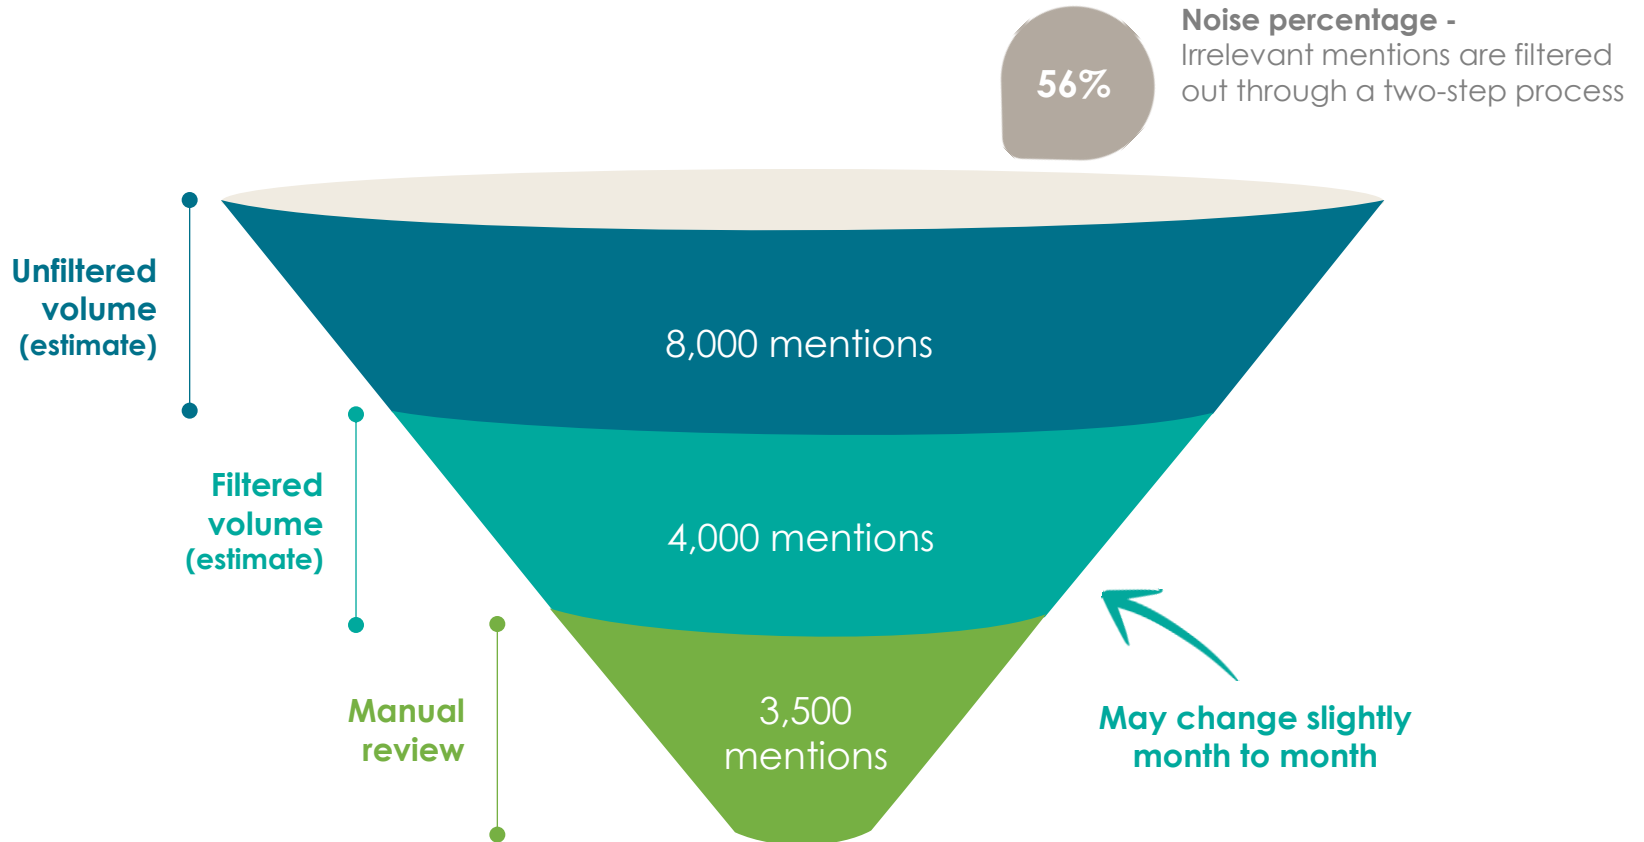 Noise percentage -
Irrelevant mentions are filtered
out through a two-step process
56%
Unfiltered
volume
(estimate)
8,000 mentions
Filtered
volume
(estimate)
4,000 mentions
Manual
review
3,500
mentions
May change slightly
month to month